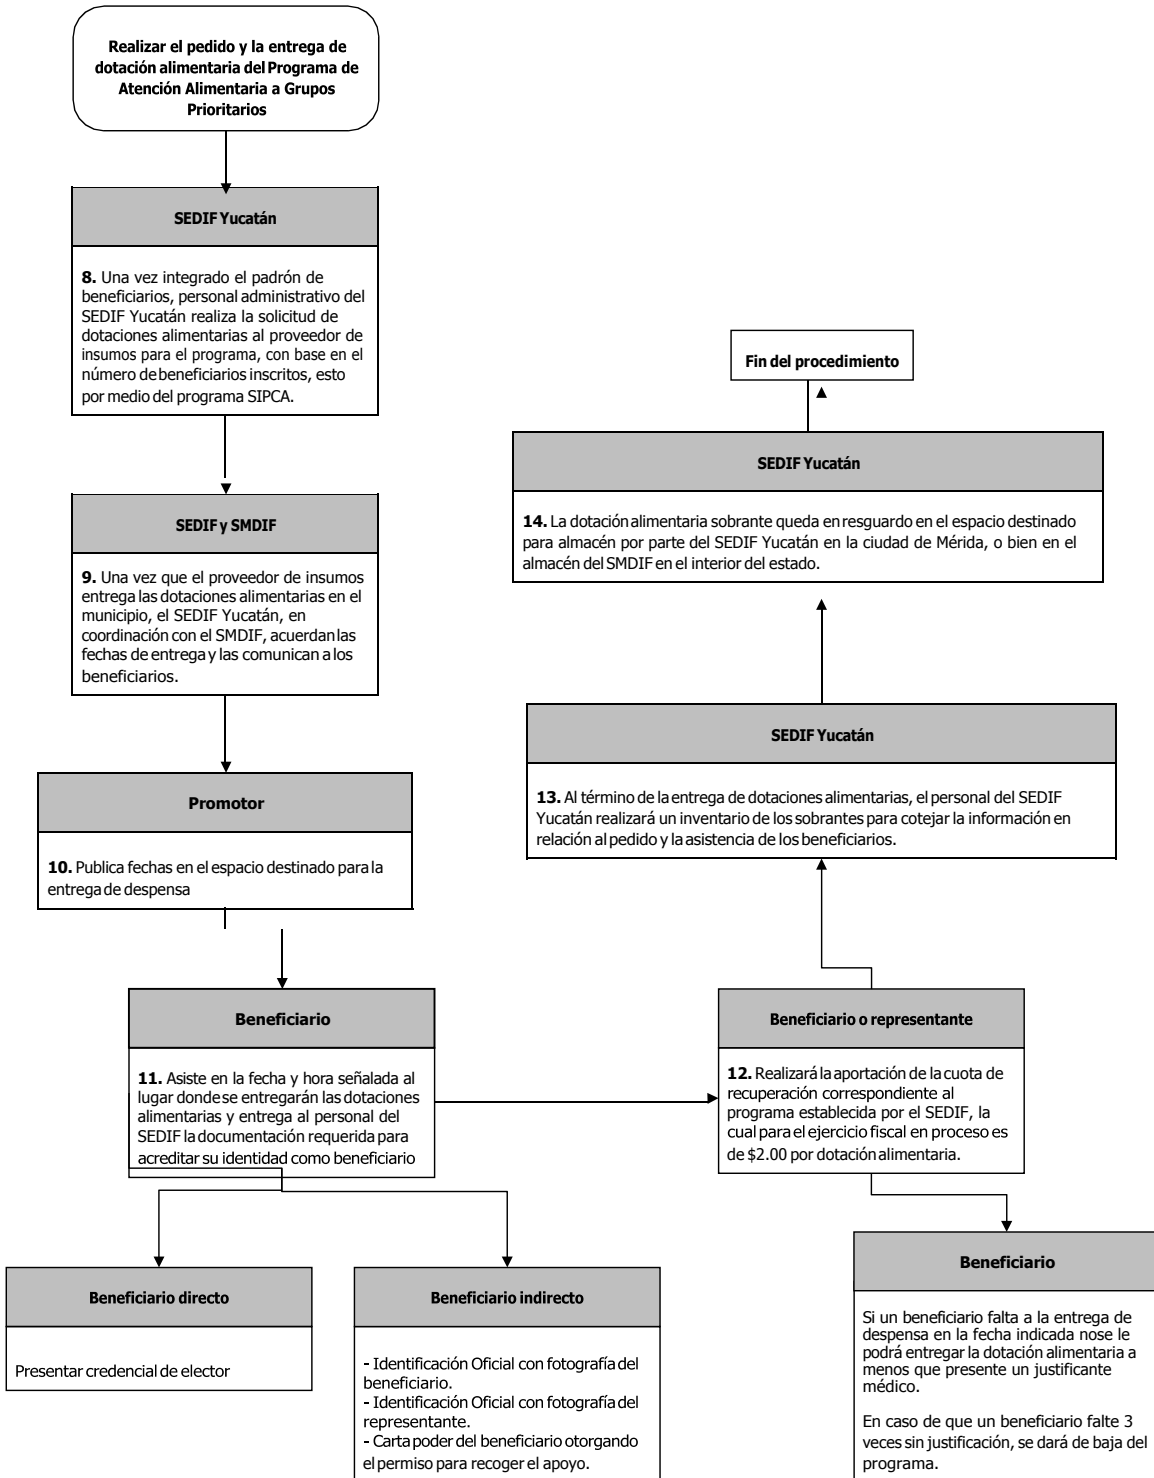 Realizar el pedido y la entrega de
dotación alimentaria del Programa de
Atención Alimentaria a Grupos
Prioritarios
SEDIF Yucatán
8. Una vez integrado el padrón de
beneficiarios, personal administrativo del
SEDIF Yucatán realiza la solicitud de
dotaciones alimentarias al proveedor de
insumos para el programa, con base en el
número de beneficiarios inscritos, esto
por medio del programa SIPCA.
SEDIF y SMDIF
9. Una vez que el proveedor de insumos
entrega las dotaciones alimentarias en el
municipio, el SEDIF Yucatán, en
coordinación con el SMDIF, acuerdan las
fechas de entrega y las comunican a los
beneficiarios.
Promotor
10. Publica fechas en el espacio destinado para la
entrega de despensa
Beneficiario
11. Asiste en la fecha y hora señalada al
lugar donde se entregarán las dotaciones
alimentarias y entrega al personal del
SEDIF la documentación requerida para
acreditar su identidad como beneficiario
Beneficiario directo
Presentar credencial de elector
Beneficiario indirecto
- Identificación Oficial con fotografía del
beneficiario.
- Identificación Oficial con fotografía del
representante.
- Carta poder del beneficiario otorgando
el permiso para recoger el apoyo.
Beneficiario o representante
12. Realizará la aportación de la cuota de
recuperación correspondiente al
programa establecida por el SEDIF, la
cual para el ejercicio fiscal en proceso es
de $2.00 por dotación alimentaria.
Beneficiario
Si un beneficiario falta a la entrega de
despensa en la fecha indicada nose le
podrá entregar la dotación alimentaria a
menos que presente un justificante
médico.
En caso de que un beneficiario falte 3
veces sin justificación, se dará de baja del
programa.
SEDIF Yucatán
13. Al término de la entrega de dotaciones alimentarias, el personal del SEDIF
Yucatán realizará un inventario de los sobrantes para cotejar la información en
relación al pedido y la asistencia de los beneficiarios.
SEDIF Yucatán
14. La dotación alimentaria sobrante queda en resguardo en el espacio destinado
para almacén por parte del SEDIF Yucatán en la ciudad de Mérida, o bien en el
almacén del SMDIF en el interior del estado.
Fin del procedimiento